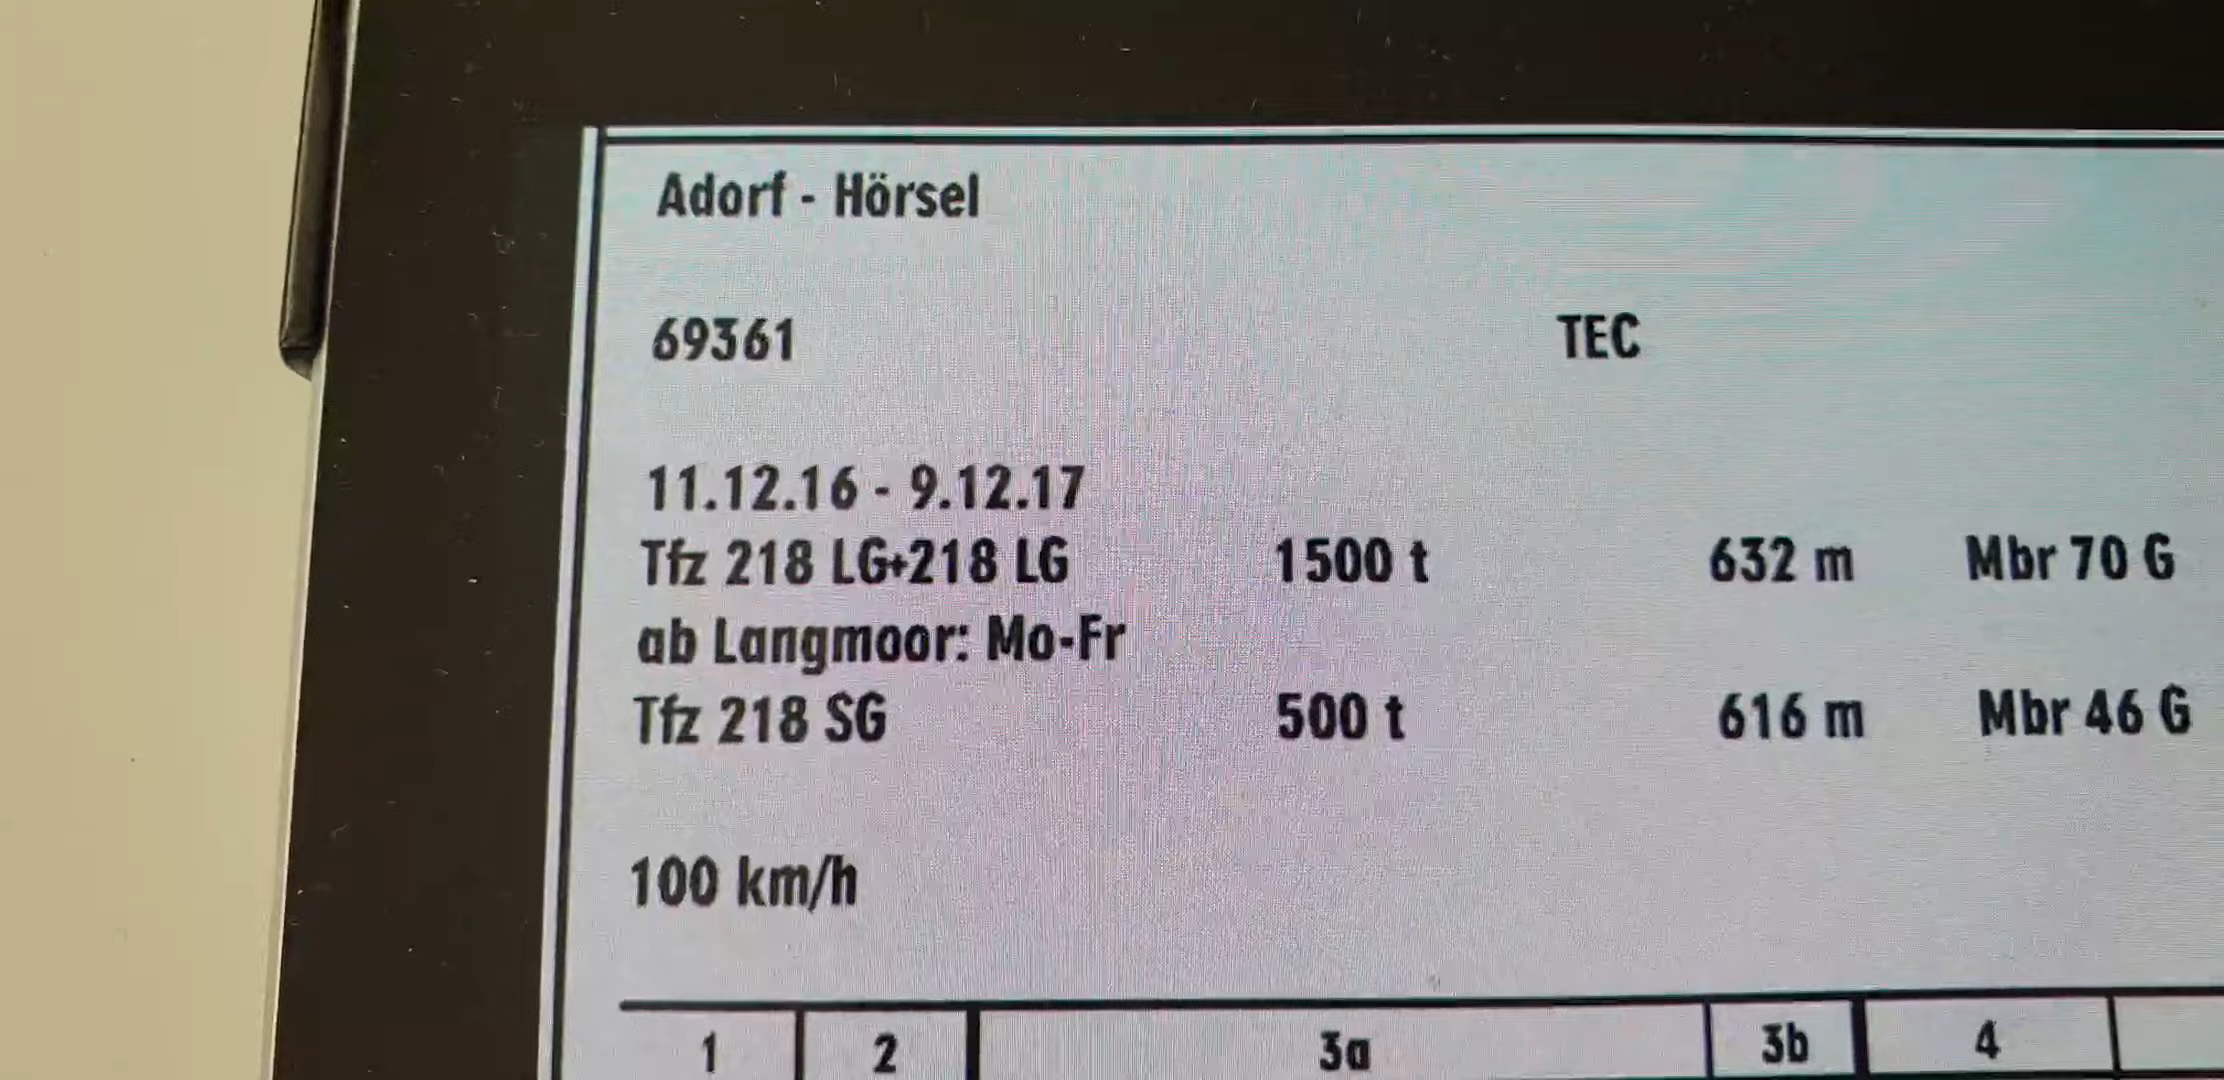 Adorf - Hörsel
69361 TEC
11.12.16 - 9.12.17
Tfz 218 LG+218 LG 1500 t 632 m Mbr 70 G
ab Langmoor: Mo-Fr
Tfz 218 SG 500 t 616 m Mbr 46 G
100 km/h
1 2 3a 3b 4